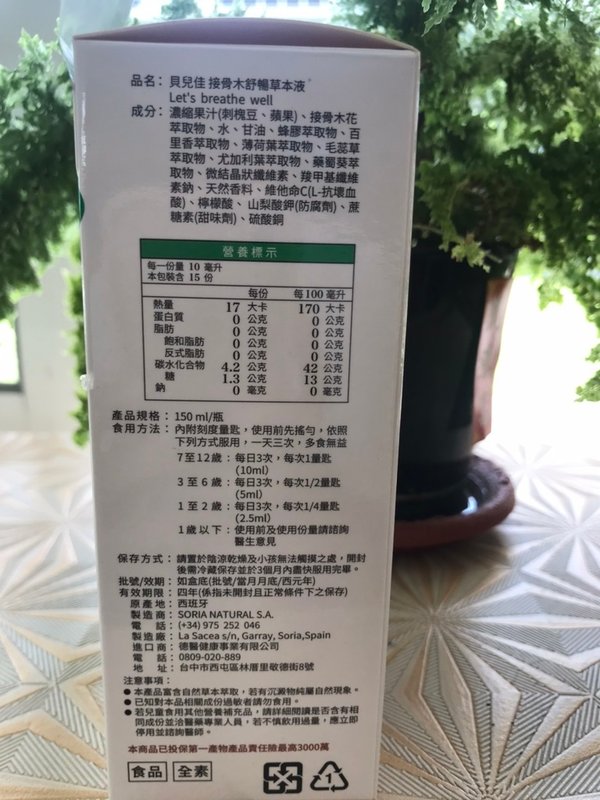 品名：貝兒佳 接骨木舒暢草本液
Let's breathe well
成分：濃縮果汁(刺槐豆、蘋果)、接骨木花
萃取物、水、甘油、蜂膠萃取物、百
里香萃取物、薄荷葉萃取物、毛蕊草
萃取物、尤加利葉萃取物、藥蜀葵萃
取物、微結晶狀纖維素、羧甲基纖維
素鈉、天然香料、維他命C(L-抗壞血
酸)、檸檬酸、山梨酸鉀(防腐劑)、蔗
糖素(甜味劑)、硫酸銅
營養標示
每一份量 10 毫升
本包裝含 15 份
每份 每100毫升
熱量 17 大卡 170 大卡
蛋白質 0 公克 0 公克
脂肪 0 公克 0 公克
飽和脂肪 0 公克 0 公克
反式脂肪 0 公克 0 公克
碳水化合物 4.2 公克 42 公克
糖 1.3 公克 13 公克
鈉 0 毫克 0 毫克
產品規格：150 ml/瓶
食用方法：內附刻度量匙，使用前先搖勻，依照
下列方式服用，一天三次，多食無益
7至12歲：每日3次，每次1量匙
(10ml)
3至6歲：每日3次，每次1/2量匙
(5ml)
1至2歲：每日3次，每次1/4量匙
(2.5ml)
1歲以下：使用前及使用份量請諮詢
醫生意見
保存方式：請置於陰涼乾燥及小孩無法觸摸之處，開封
後需冷藏保存並於3個月內盡快服用完畢。
批號/效期：如盒底(批號/當月月底/西元年)
有效期限：四年(係指未開封且正常條件下之保存)
原產地：西班牙
製造商：SORIA NATURAL S.A.
電話：(+34) 975 252 046
製造廠：La Sacea s/n, Garray, Soria,Spain
進口商：德醫健康事業有限公司
電話：0809-020-889
地址：台中市西屯區林厝里敬德街8號
注意事項：
●本產品富含自然草本萃取，若有沉澱物純屬自然現象。
●已知對本品相關成份過敏者請勿食用。
●若兒童食用其他營養補充品，請詳細閱讀是否含有相
同成份並洽醫藥專業人員，若不慎飲用過量，應立即
停用並諮詢醫師。
本商品已投保第一產物產品責任險最高3000萬
食品 全素
1